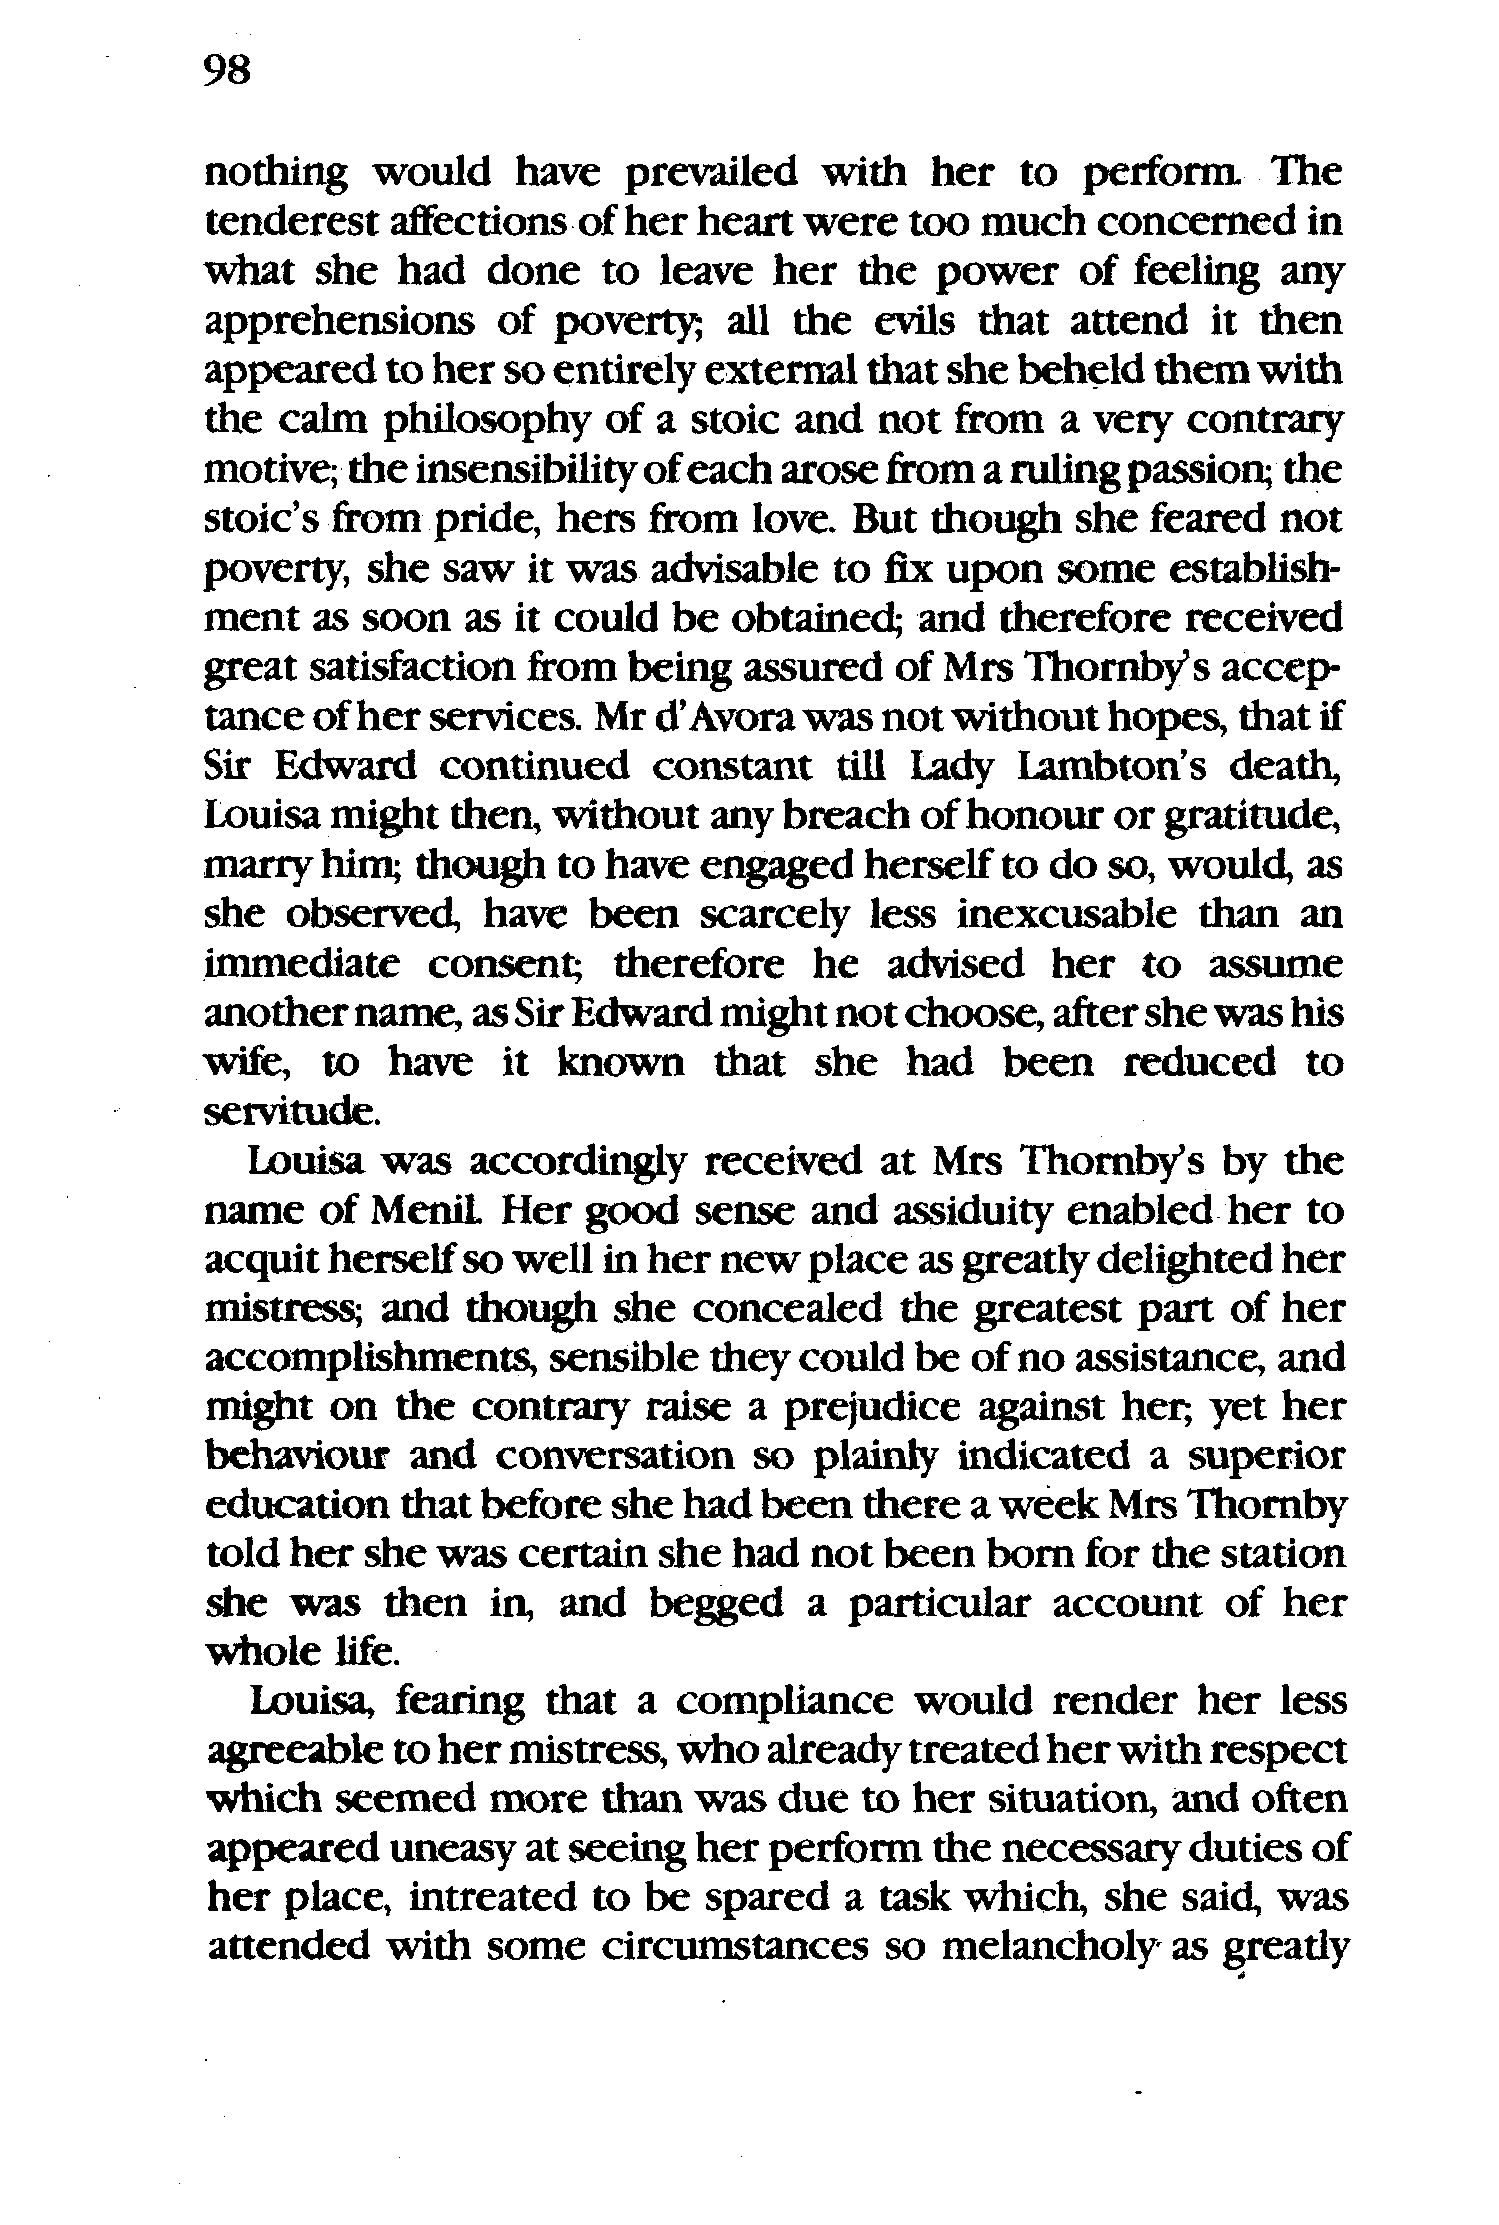 98
nothing would have prevailed with her to perform. The
tenderest affections of her heart were too much concerned in
what she had done to leave her the power of feeling any
apprehensions of poverty; all the evils that attend it then
appeared to her so entirely external that she beheld them with
the calm philosophy of a stoic and not from a very contrary
motive; the insensibility of each arose from a ruling passion; the
stoic's from pride, hers from love. But though she feared not
poverty, she saw it was advisable to fix upon some establish-
ment as soon as it could be obtained; and therefore received
great satisfaction from being assured of Mrs Thornby's accep-
tance of her services. Mr d'Avora was not without hopes, that if
Sir Edward continued constant till Lady Lambton's death,
Louisa might then, without any breach of honour or gratitude,
marry him; though to have engaged herself to do so, would, as
she observed, have been scarcely less inexcusable than an
immediate consent; therefore he advised her to assume
another name, as Sir Edward might not choose, after she was his
wife, to have it known that she had been reduced to
servitude.
Louisa was accordingly received at Mrs Thornby's by the
name of Menil. Her good sense and assiduity enabled her to
acquit herself so well in her new place as greatly delighted her
mistress; and though she concealed the greatest part of her
accomplishments, sensible they could be of no assistance, and
might on the contrary raise a prejudice against her; yet her
behaviour and conversation so plainly indicated a superior
education that before she had been there a week Mrs Thornby
told her she was certain she had not been born for the station
she was then in, and begged a particular account of her
whole life.
Louisa, fearing that a compliance would render her less
agreeable to her mistress, who already treated her with respect
which seemed more than was due to her situation, and often
appeared uneasy at seeing her perform the necessary duties of
her place, intreated to be spared a task which, she said, was
attended with some circumstances so melancholy as greatly